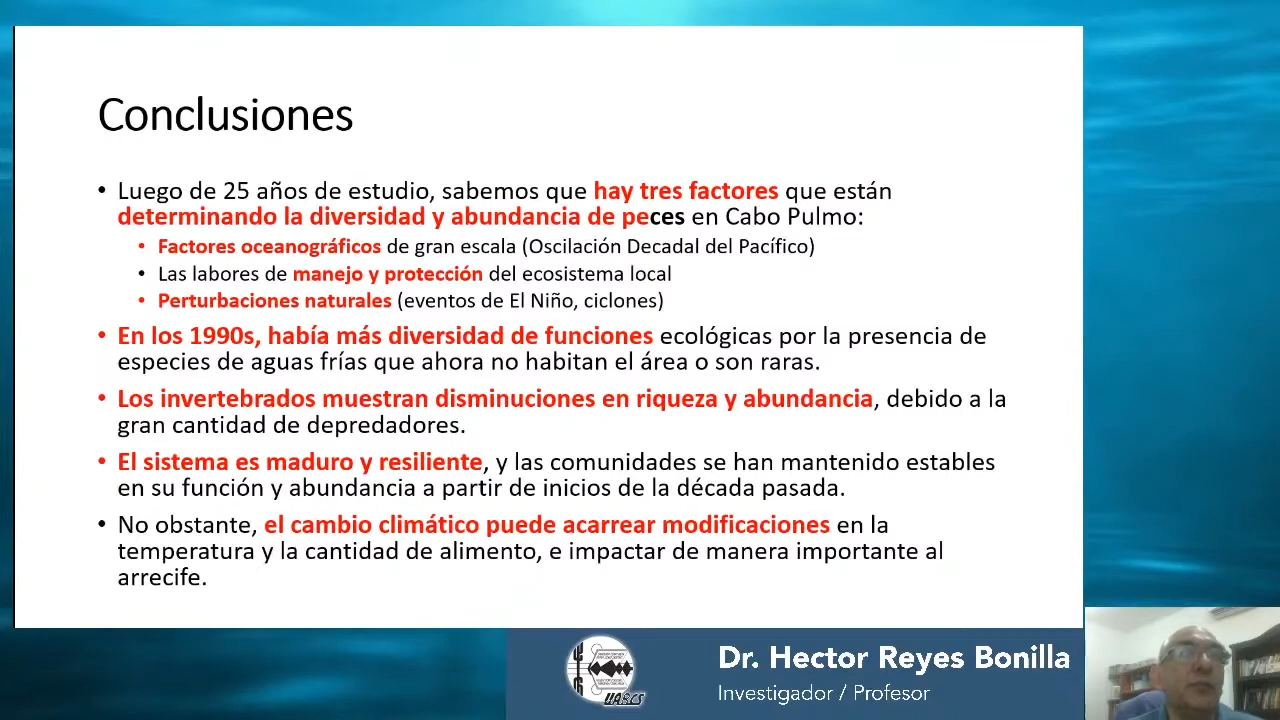 Conclusiones
• Luego de 25 años de estudio, sabemos que hay tres factores que están
determinando la diversidad y abundancia de peces en Cabo Pulmo:
• Factores oceanográficos de gran escala (Oscilación Decadal del Pacífico)
• Las labores de manejo y protección del ecosistema local
• Perturbaciones naturales (eventos de El Niño, ciclones)
• En los 1990s, había más diversidad de funciones ecológicas por la presencia de
especies de aguas frías que ahora no habitan el área o son raras.
• Los invertebrados muestran disminuciones en riqueza y abundancia, debido a la
gran cantidad de depredadores.
• El sistema es maduro y resiliente, y las comunidades se han mantenido estables
en su función y abundancia a partir de inicios de la década pasada.
• No obstante, el cambio climático puede acarrear modificaciones en la
temperatura y la cantidad de alimento, e impactar de manera importante al
arrecife.
UABCS
Dr. Hector Reyes Bonilla
Investigador / Profesor